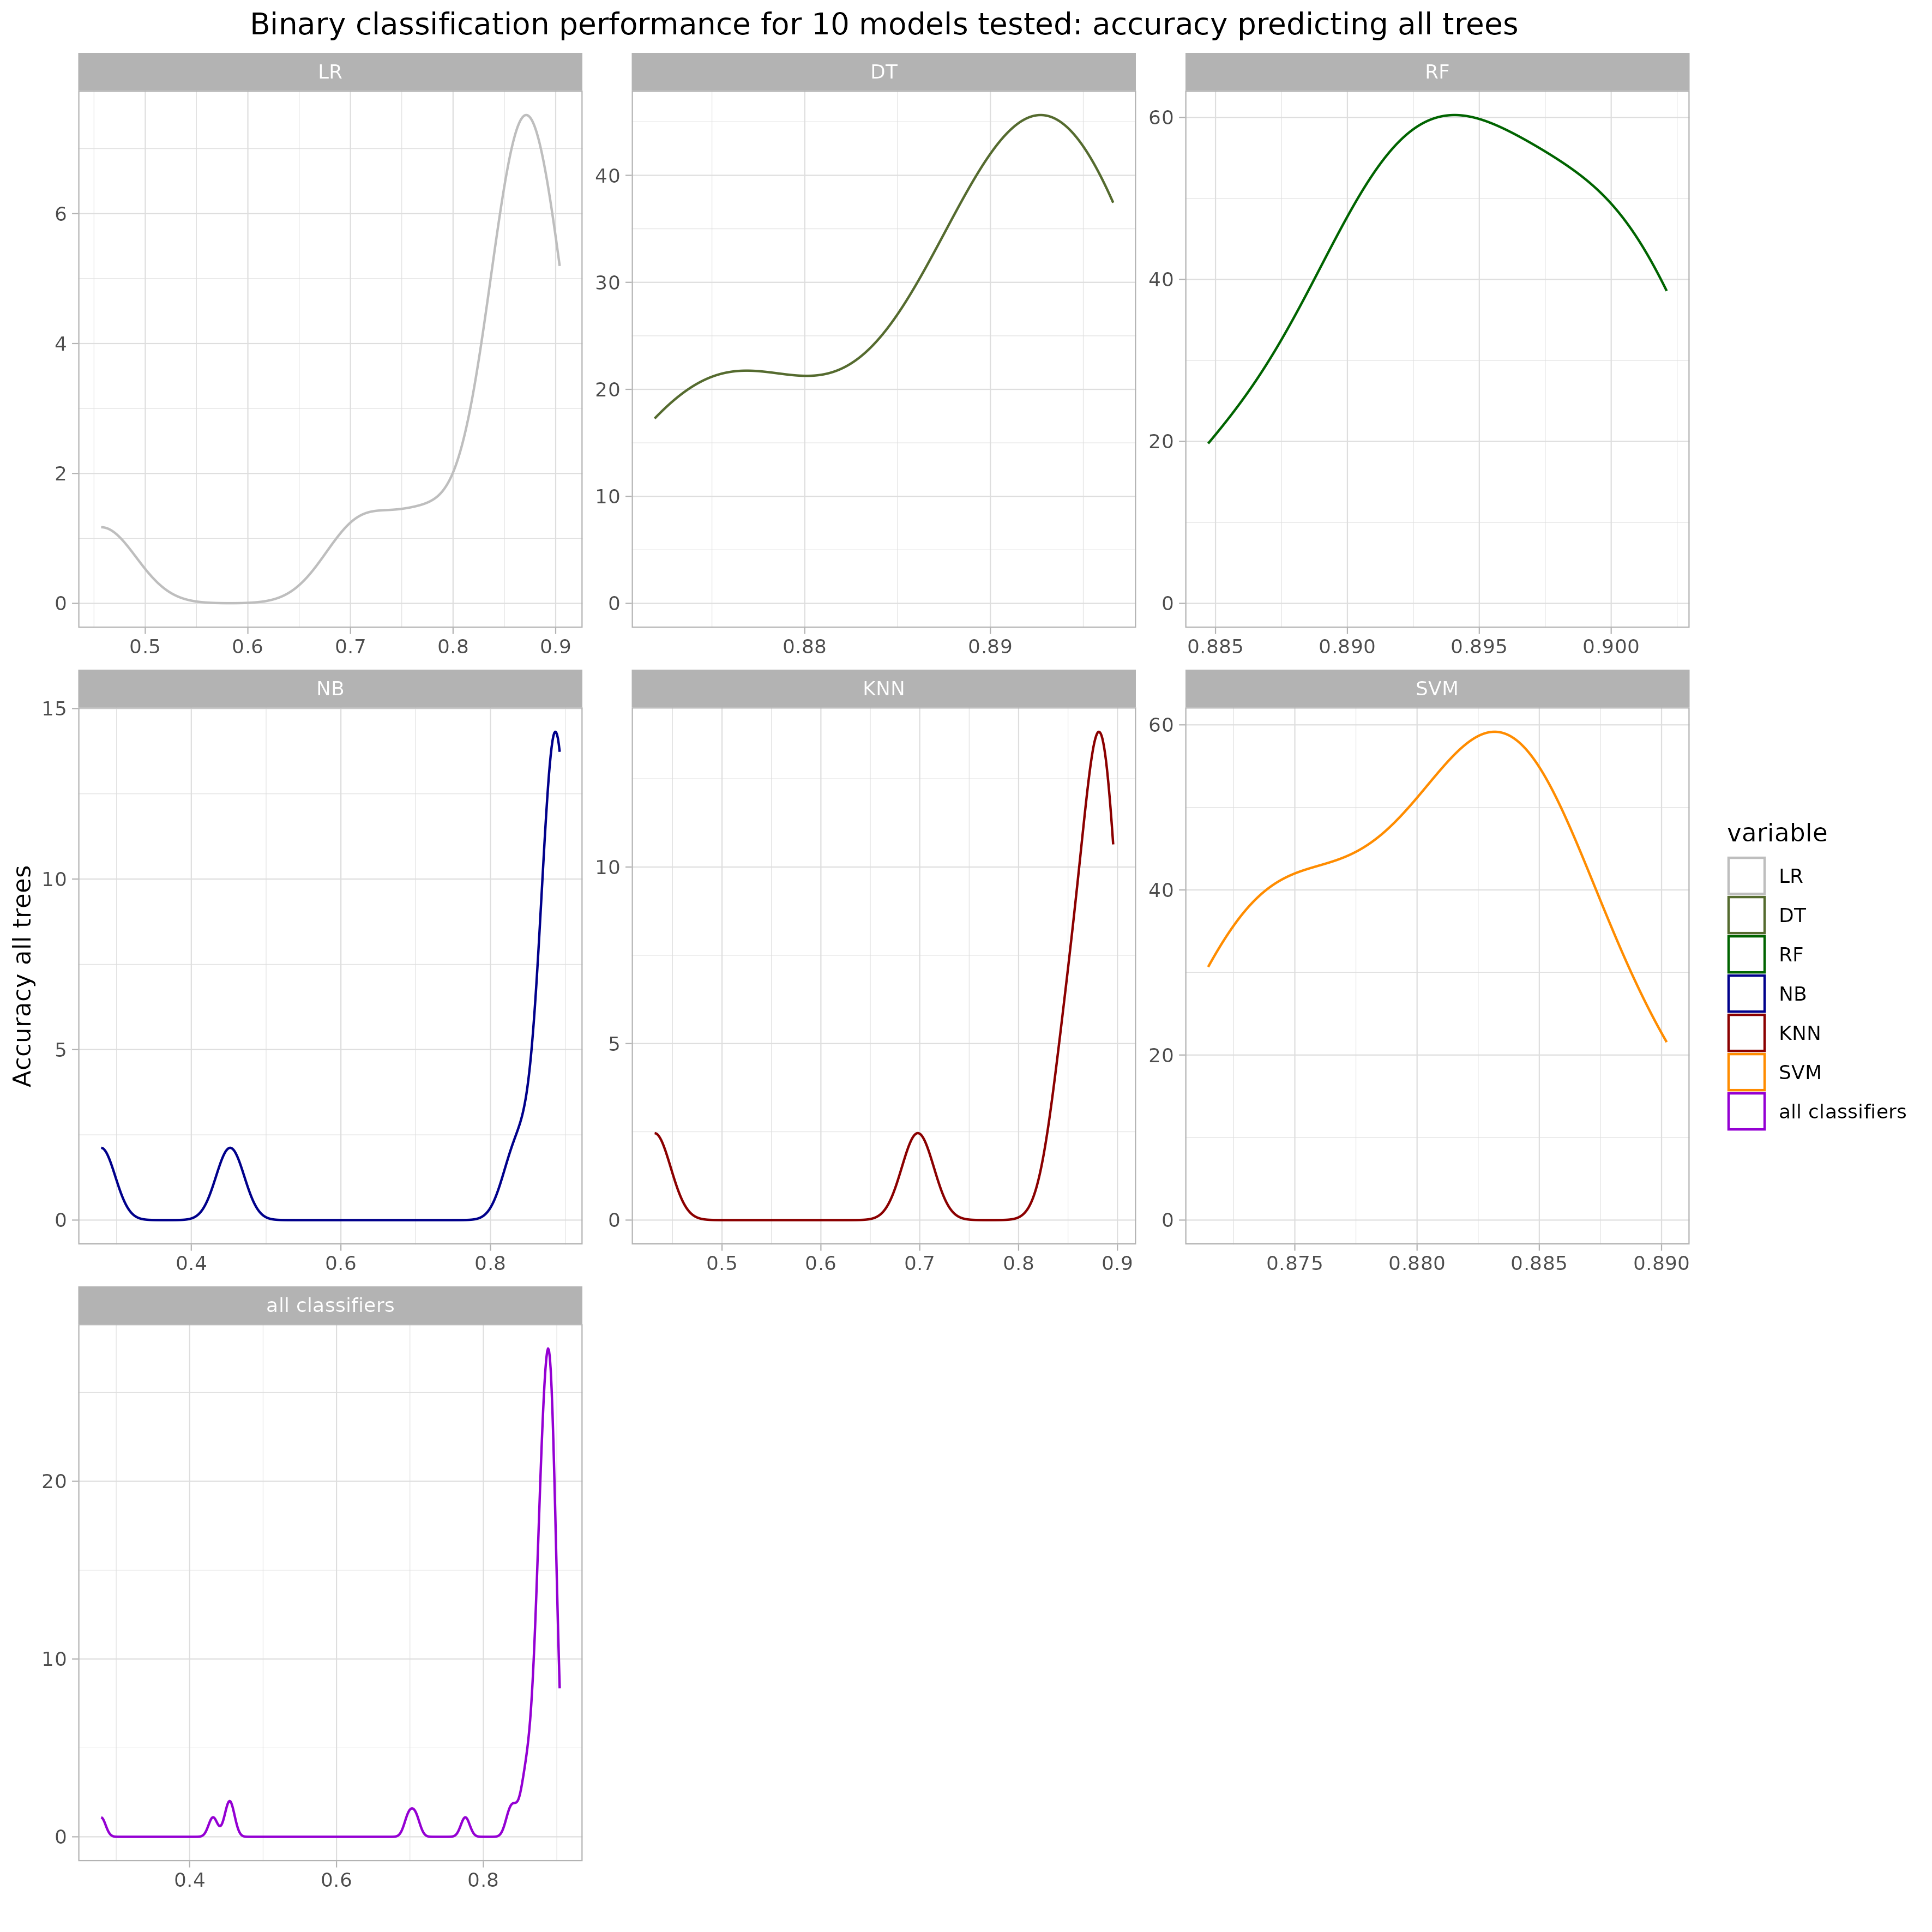 Binary classification performance for 10 models tested: accuracy predicting all trees
LR
DT
RF
6
4
2
0
0.5 0.6 0.7 0.8 0.9
40
30
20
10
0
0.88 0.89
60
40
20
0
0.885 0.890 0.895 0.900
NB
KNN
SVM
15
10
5
0
0.4 0.6 0.8
10
5
0
0.5 0.6 0.7 0.8 0.9
60
40
20
0
0.875 0.880 0.885 0.890
all classifiers
20
10
0
0.4 0.6 0.8
Accuracy all trees
variable
LR
DT
RF
NB
KNN
SVM
all classifiers